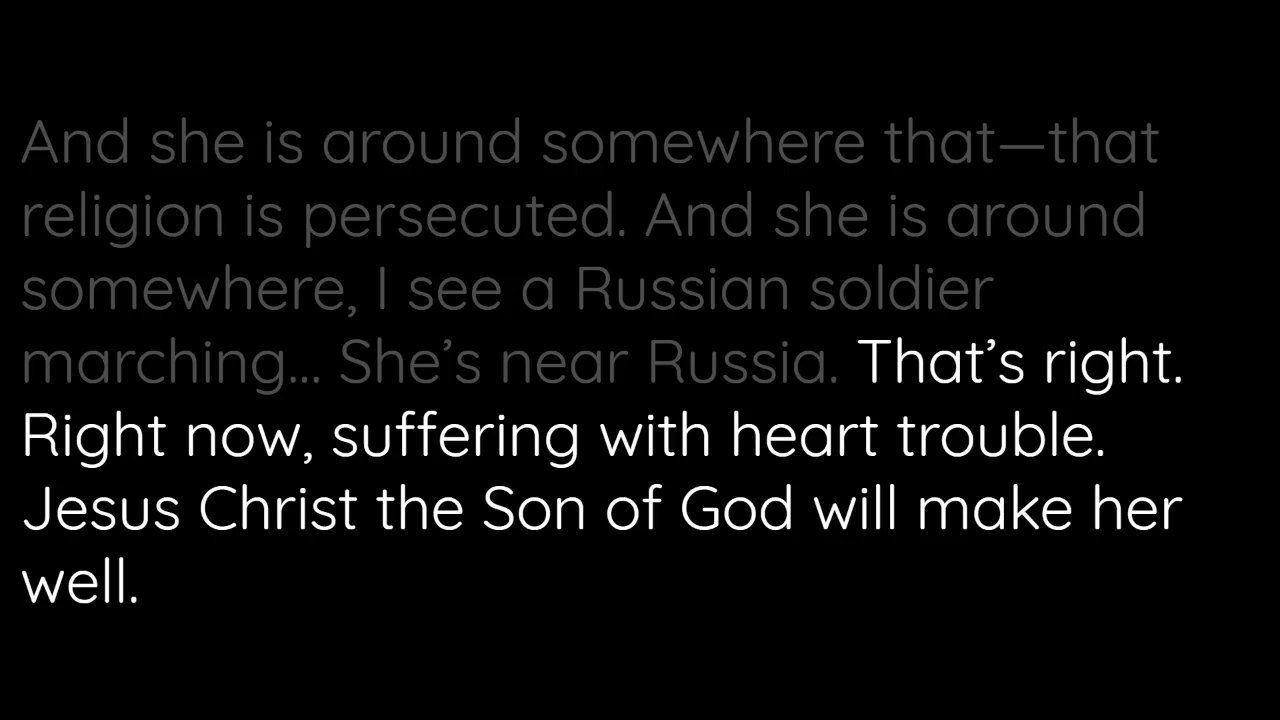 And she is around somewhere that—that
religion is persecuted. And she is around
somewhere, I see a Russian soldier
marching... She’s near Russia. That’s right.
Right now, suffering with heart trouble.
Jesus Christ the Son of God will make her
well.